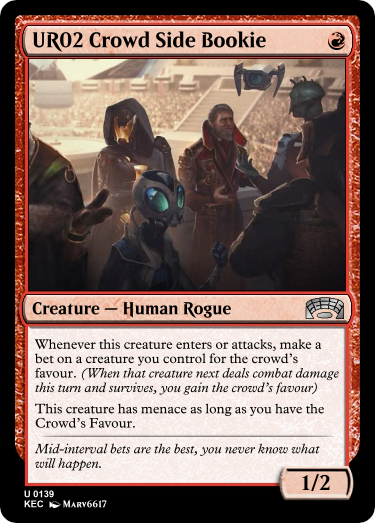 UR02 Crowd Side Bookie
Creature — Human Rogue
Whenever this creature enters or attacks, make a
bet on a creature you control for the crowd's
favour. (When that creature next deals combat damage
this turn and survives, you gain the crowd's favour)
This creature has menace as long as you have the
Crowd's Favour.
Mid-interval bets are the best, you never know what
will happen.
1/2
U 0139
KEC Marv6617